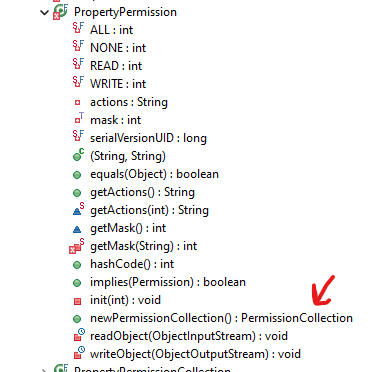 PropertyPermission
ALL : int
NONE : int
READ : int
WRITE : int
actions : String
mask : int
serialVersionUID : long
(String, String)
equals(Object) : boolean
getActions() : String
getActions(int) : String
getMask() : int
getMask(String) : int
hashCode() : int
implies(Permission) : boolean
init(int) : void
newPermissionCollection() : PermissionCollection
readObject(ObjectInputStream) : void
writeObject(ObjectOutputStream) : void
PropertyPermissionCollection